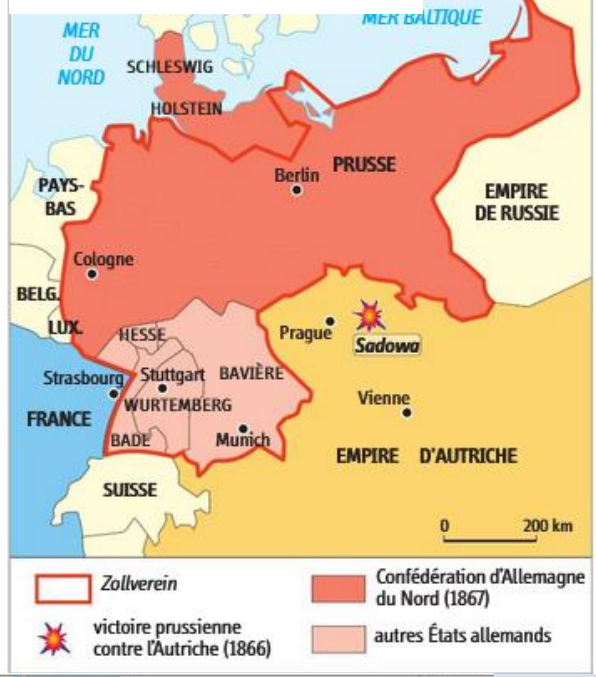 MER BALTIQUE
MER
DU
NORD
SCHLESWIG
HOLSTEIN
PRUSSE
Berlin
PAYS-
BAS
EMPIRE
DE RUSSIE
Cologne
BELG.
LUX.
HESSE
Prague
Sadowa
Strasbourg
Stuttgart
BAVIÈRE
WURTEMBERG
Vienne
FRANCE
BADE
Munich
EMPIRE D'AUTRICHE
SUISSE
0 200 km
Zollverein
Confédération d'Allemagne
du Nord (1867)
victoire prussienne
contre l'Autriche (1866)
autres États allemands